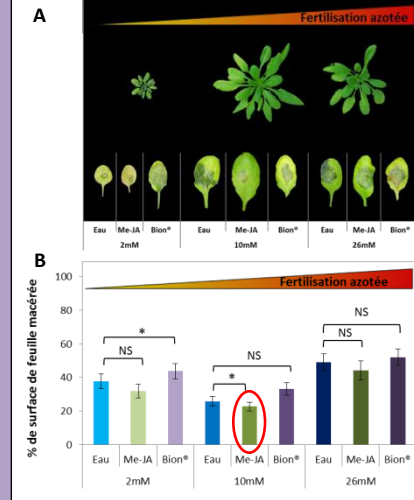 A
Fertilisation azotée
Eau Me-JA Bion® Eau Me-JA Bion® Eau Me-JA Bion®
2mM 10mM 26mM
B
Fertilisation azotée
% de surface de feuille macérée
100
80
60
40
20
0
* NS
NS *
NS NS
Eau Me-JA Bion® Eau Me-JA Bion® Eau Me-JA Bion®
2mM 10mM 26mM